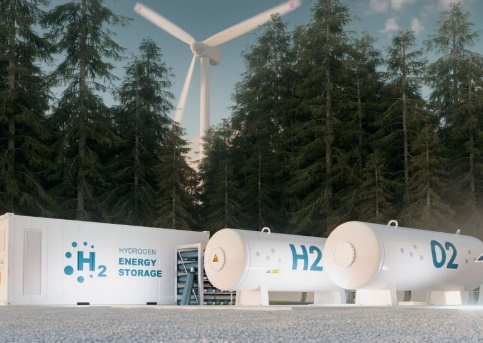 H2
HYDROGEN
ENERGY
STORAGE
H2
O2